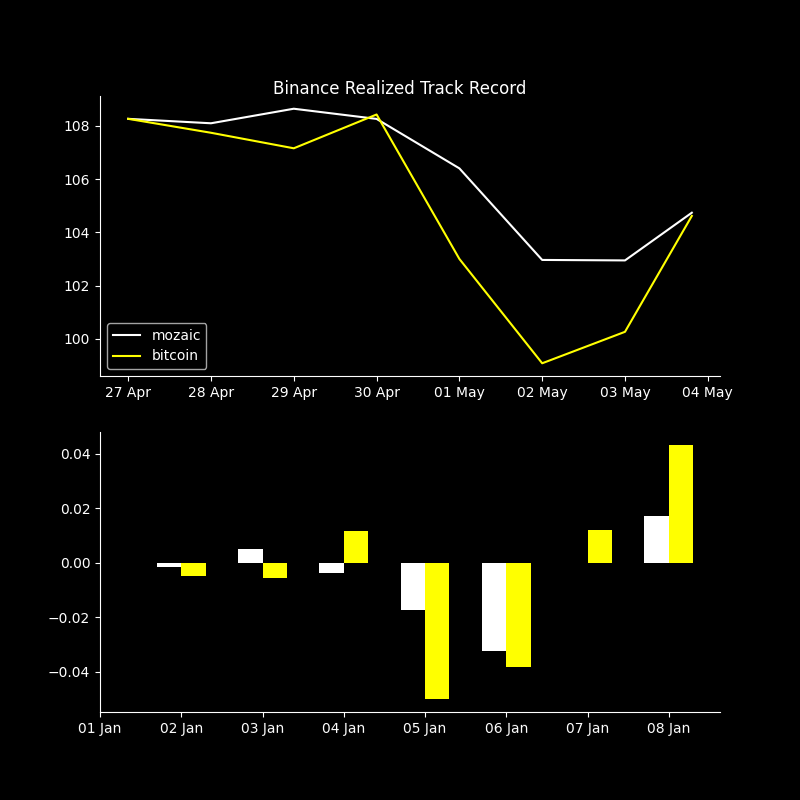 Binance Realized Track Record
108
106
104
102
100
mozaic
bitcoin
27 Apr 28 Apr 29 Apr 30 Apr 01 May 02 May 03 May 04 May
0.04
0.02
0.00
−0.02
−0.04
01 Jan 02 Jan 03 Jan 04 Jan 05 Jan 06 Jan 07 Jan 08 Jan